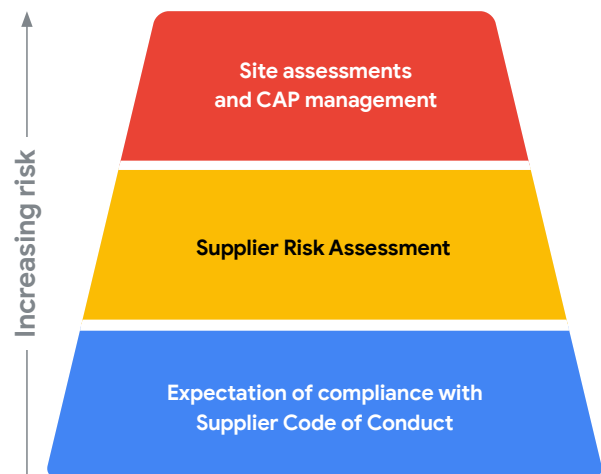 Increasing risk
Site assessments
and CAP management
Supplier Risk Assessment
Expectation of compliance with
Supplier Code of Conduct